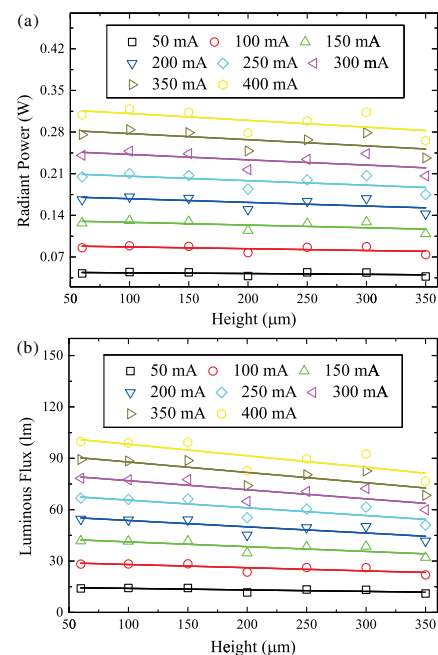 (a)
50 mA 100 mA 150 mA
200 mA 250 mA 300 mA
350 mA 400 mA
Radiant Power (W)
0.42
0.35
0.28
0.21
0.14
0.07
50 100 150 200 250 300 350
Height (μm)
(b)
50 mA 100 mA 150 mA
200 mA 250 mA 300 mA
350 mA 400 mA
Luminous Flux (lm)
150
120
90
60
30
0
50 100 150 200 250 300 350
Height (μm)